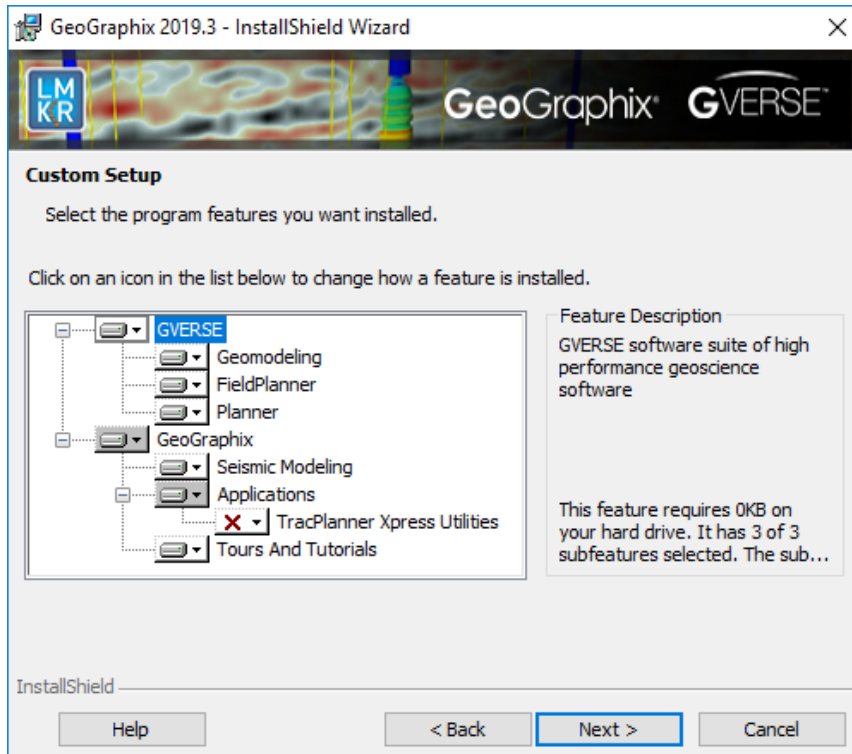 GeoGraphix 2019.3 - InstallShield Wizard
LM
KR
GeoGraphix® GVERSE™
Custom Setup
Select the program features you want installed.
Click on an icon in the list below to change how a feature is installed.
GVERSE
Geomodeling
FieldPlanner
Planner
GeoGraphix
Seismic Modeling
Applications
TracPlanner Xpress Utilities
Tours And Tutorials
Feature Description
GVERSE software suite of high
performance geoscience
software
This feature requires 0KB on
your hard drive. It has 3 of 3
subfeatures selected. The sub...
InstallShield
Help
< Back
Next >
Cancel